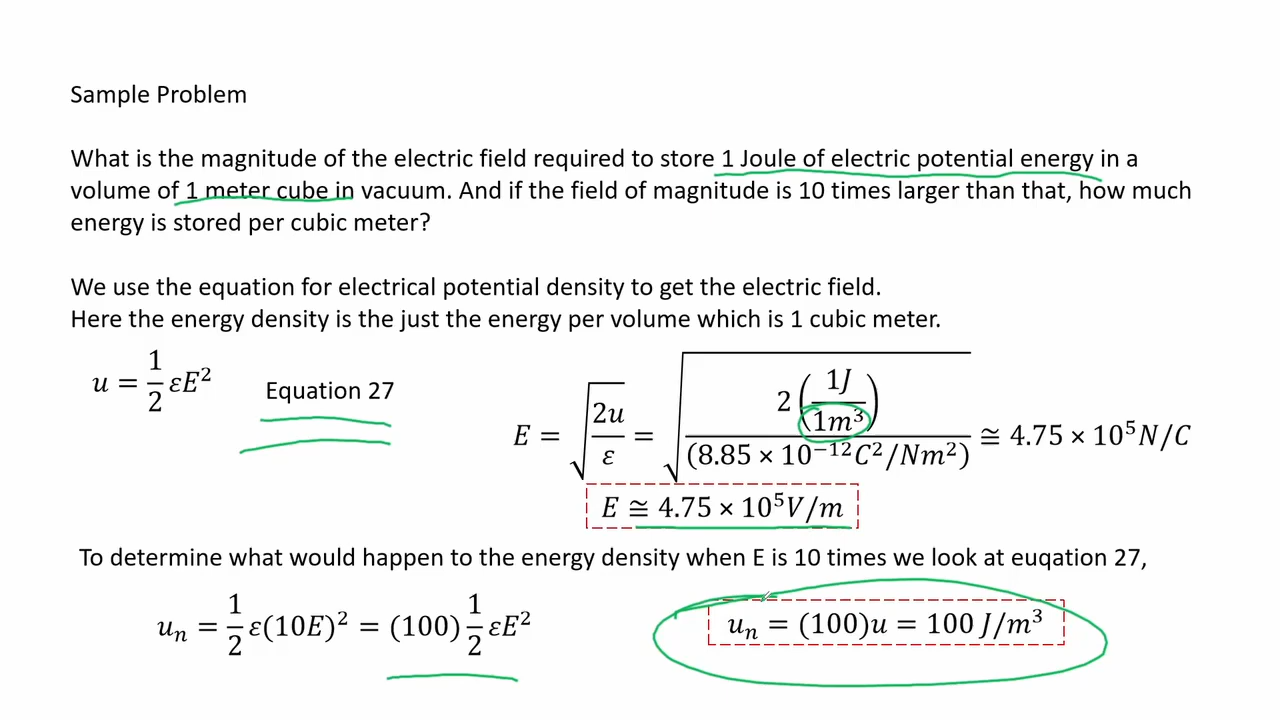 Sample Problem
What is the magnitude of the electric field required to store 1 Joule of electric potential energy in a
volume of 1 meter cube in vacuum. And if the field of magnitude is 10 times larger than that, how much
energy is stored per cubic meter?
We use the equation for electrical potential density to get the electric field.
Here the energy density is the just the energy per volume which is 1 cubic meter.
u = 1/2 εE²
Equation 27
E = √(2u/ε) = √(2(1J/1m³)/(8.85 × 10⁻¹²C²/Nm²)) ≅ 4.75 × 10⁵N/C
E ≅ 4.75 × 10⁵V/m
To determine what would happen to the energy density when E is 10 times we look at euqation 27,
uₙ = 1/2 ε(10E)² = (100) 1/2 εE²
uₙ = (100)u = 100 J/m³